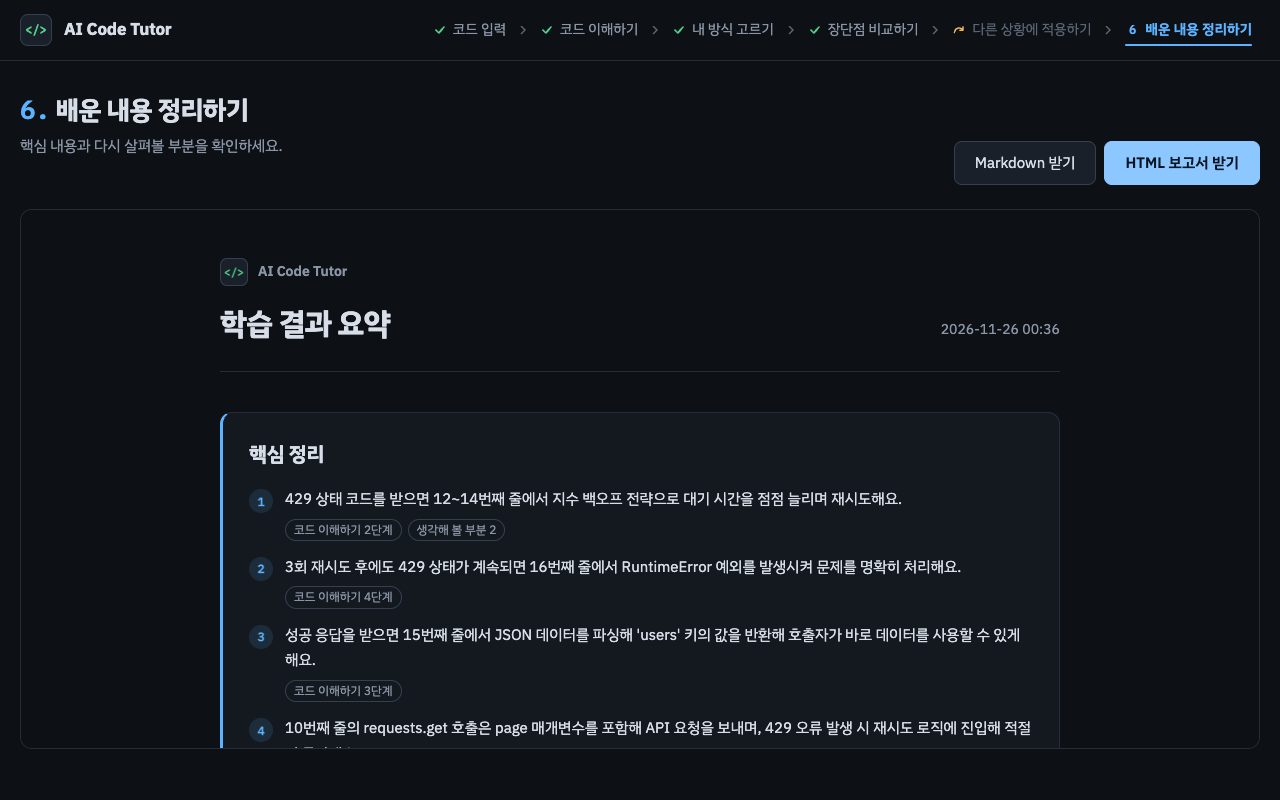 </> AI Code Tutor
코드 입력
코드 이해하기
내 방식 고르기
장단점 비교하기
다른 상황에 적용하기
6 배운 내용 정리하기
6. 배운 내용 정리하기
핵심 내용과 다시 살펴볼 부분을 확인하세요.
Markdown 받기
HTML 보고서 받기
</> AI Code Tutor
학습 결과 요약
2026-11-26 00:36
핵심 정리
1 429 상태 코드를 받으면 12~14번째 줄에서 지수 백오프 전략으로 대기 시간을 점점 늘리며 재시도해요.
코드 이해하기 2단계
생각해 볼 부분 2
2 3회 재시도 후에도 429 상태가 계속되면 16번째 줄에서 RuntimeError 예외를 발생시켜 문제를 명확히 처리해요.
코드 이해하기 4단계
3 성공 응답을 받으면 15번째 줄에서 JSON 데이터를 파싱해 'users' 키의 값을 반환해 호출자가 바로 데이터를 사용할 수 있게
해요.
코드 이해하기 3단계
4 10번째 줄의 requests.get 호출은 page 매개변수를 포함해 API 요청을 보내며, 429 오류 발생 시 재시도 로직에 진입해 적절